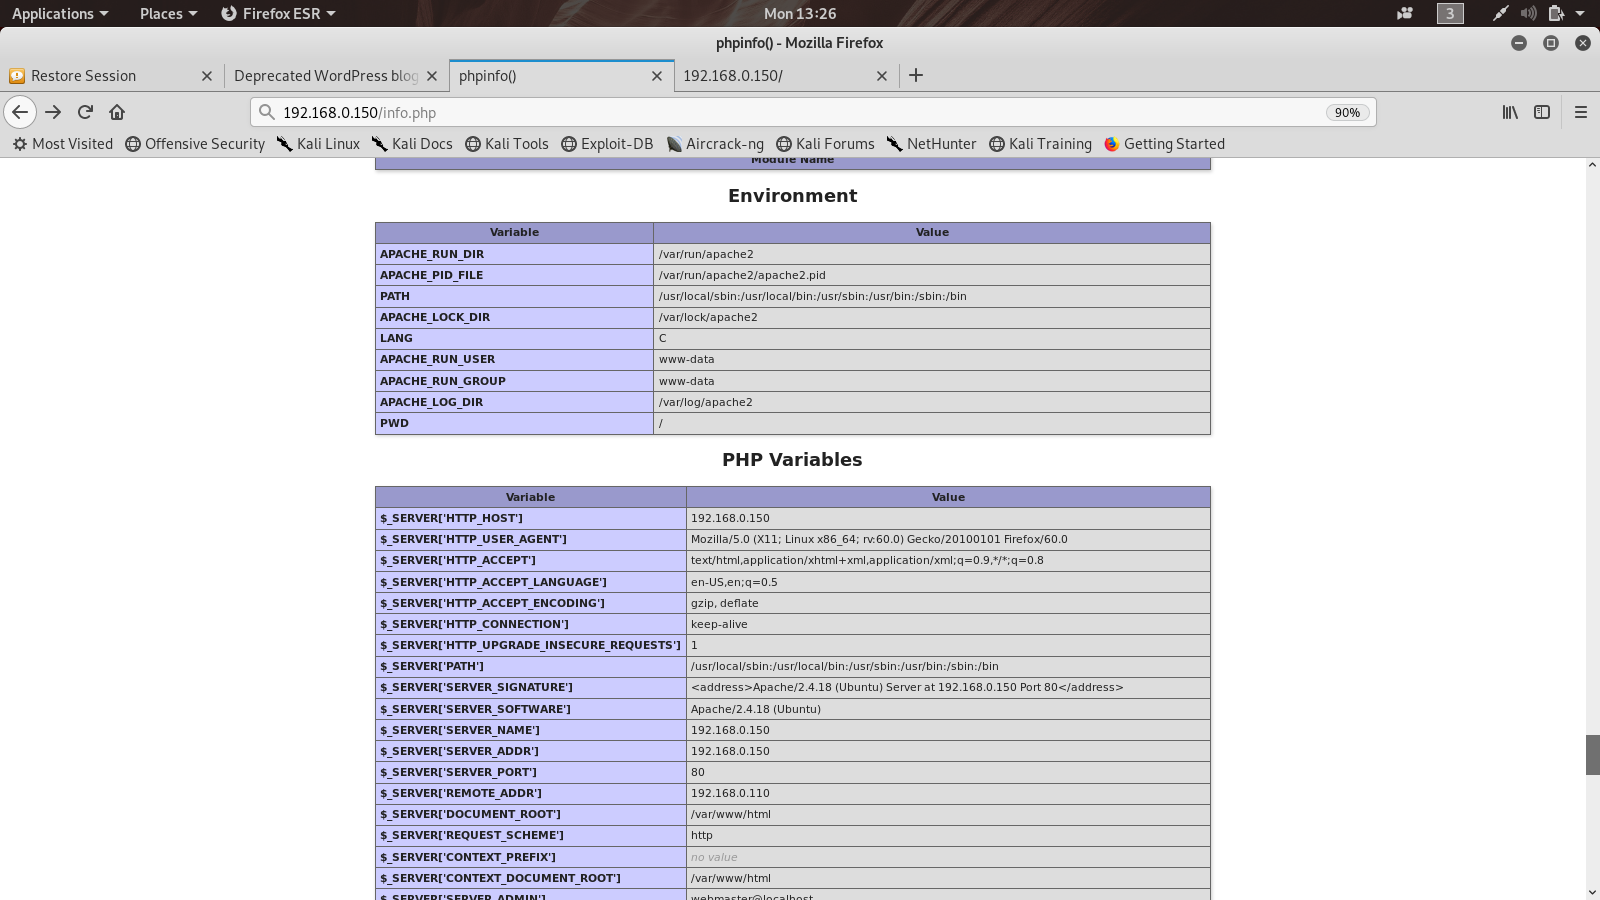 Applications Places Firefox ESR Mon 13:26 3
phpinfo() - Mozilla Firefox
Restore Session Deprecated WordPress blog phpinfo() 192.168.0.150/
192.168.0.150/info.php 90%
Most Visited Offensive Security Kali Linux Kali Docs Kali Tools Exploit-DB Aircrack-ng Kali Forums NetHunter Kali Training Getting Started
Module Name
Environment
Variable Value
APACHE_RUN_DIR /var/run/apache2
APACHE_PID_FILE /var/run/apache2/apache2.pid
PATH /usr/local/sbin:/usr/local/bin:/usr/sbin:/usr/bin:/sbin:/bin
APACHE_LOCK_DIR /var/lock/apache2
LANG C
APACHE_RUN_USER www-data
APACHE_RUN_GROUP www-data
APACHE_LOG_DIR /var/log/apache2
PWD /
PHP Variables
Variable Value
$_SERVER['HTTP_HOST'] 192.168.0.150
$_SERVER['HTTP_USER_AGENT'] Mozilla/5.0 (X11; Linux x86_64; rv:60.0) Gecko/20100101 Firefox/60.0
$_SERVER['HTTP_ACCEPT'] text/html,application/xhtml+xml,application/xml;q=0.9,*/*;q=0.8
$_SERVER['HTTP_ACCEPT_LANGUAGE'] en-US,en;q=0.5
$_SERVER['HTTP_ACCEPT_ENCODING'] gzip, deflate
$_SERVER['HTTP_CONNECTION'] keep-alive
$_SERVER['HTTP_UPGRADE_INSECURE_REQUESTS'] 1
$_SERVER['PATH'] /usr/local/sbin:/usr/local/bin:/usr/sbin:/usr/bin:/sbin:/bin
$_SERVER['SERVER_SIGNATURE'] <address>Apache/2.4.18 (Ubuntu) Server at 192.168.0.150 Port 80</address>
$_SERVER['SERVER_SOFTWARE'] Apache/2.4.18 (Ubuntu)
$_SERVER['SERVER_NAME'] 192.168.0.150
$_SERVER['SERVER_ADDR'] 192.168.0.150
$_SERVER['SERVER_PORT'] 80
$_SERVER['REMOTE_ADDR'] 192.168.0.110
$_SERVER['DOCUMENT_ROOT'] /var/www/html
$_SERVER['REQUEST_SCHEME'] http
$_SERVER['CONTEXT_PREFIX'] no value
$_SERVER['CONTEXT_DOCUMENT_ROOT'] /var/www/html
$_SERVER['SERVER_ADMIN'] webmaster@localhost